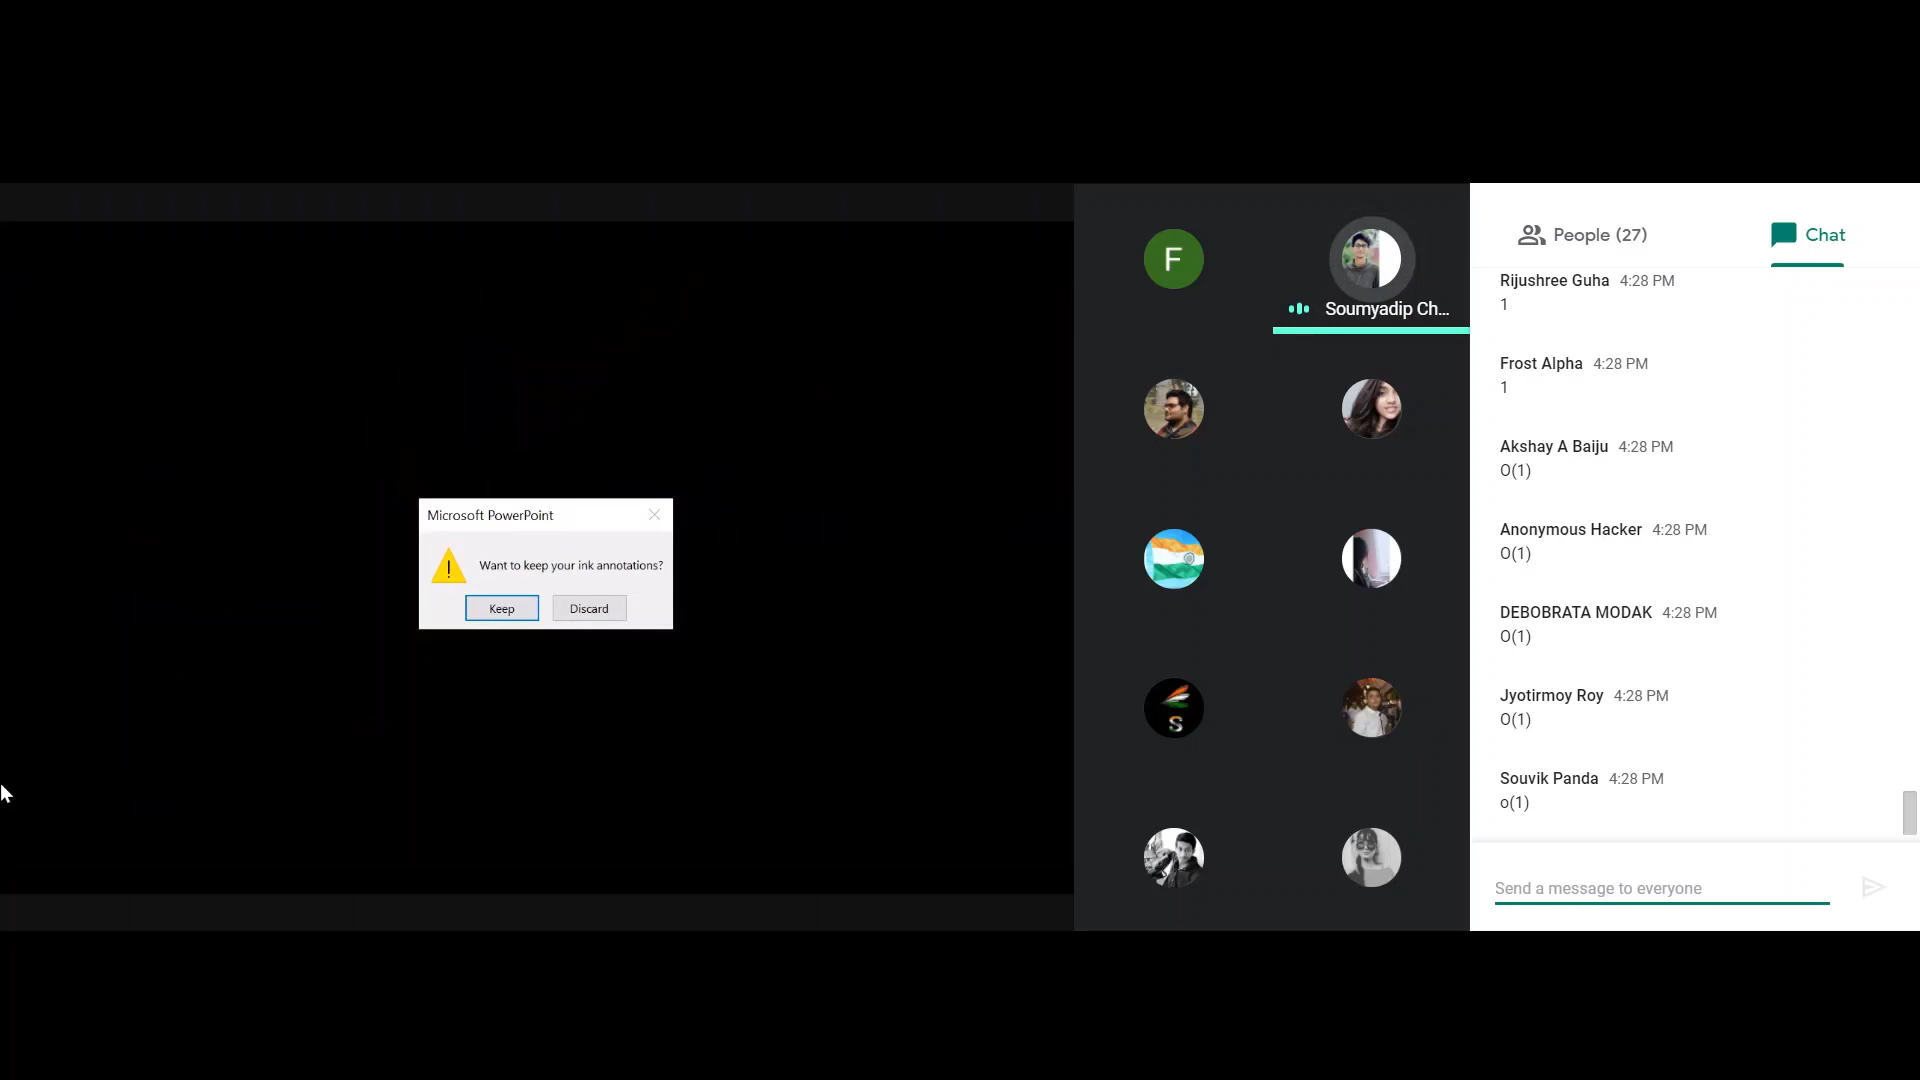 Microsoft PowerPoint
Want to keep your ink annotations?
Keep
Discard
F
Soumyadip Ch...
S
People (27)
Chat
Rijushree Guha 4:28 PM
1
Frost Alpha 4:28 PM
1
Akshay A Baiju 4:28 PM
O(1)
Anonymous Hacker 4:28 PM
O(1)
DEBOBRATA MODAK 4:28 PM
O(1)
Jyotirmoy Roy 4:28 PM
O(1)
Souvik Panda 4:28 PM
o(1)
Send a message to everyone